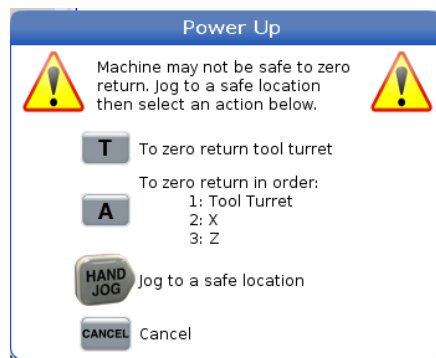 Power Up
Machine may not be safe to zero
return. Jog to a safe location
then select an action below.
T To zero return tool turret
To zero return in order:
A
1: Tool Turret
2: X
3: Z
HAND
JOG
Jog to a safe location
CANCEL Cancel